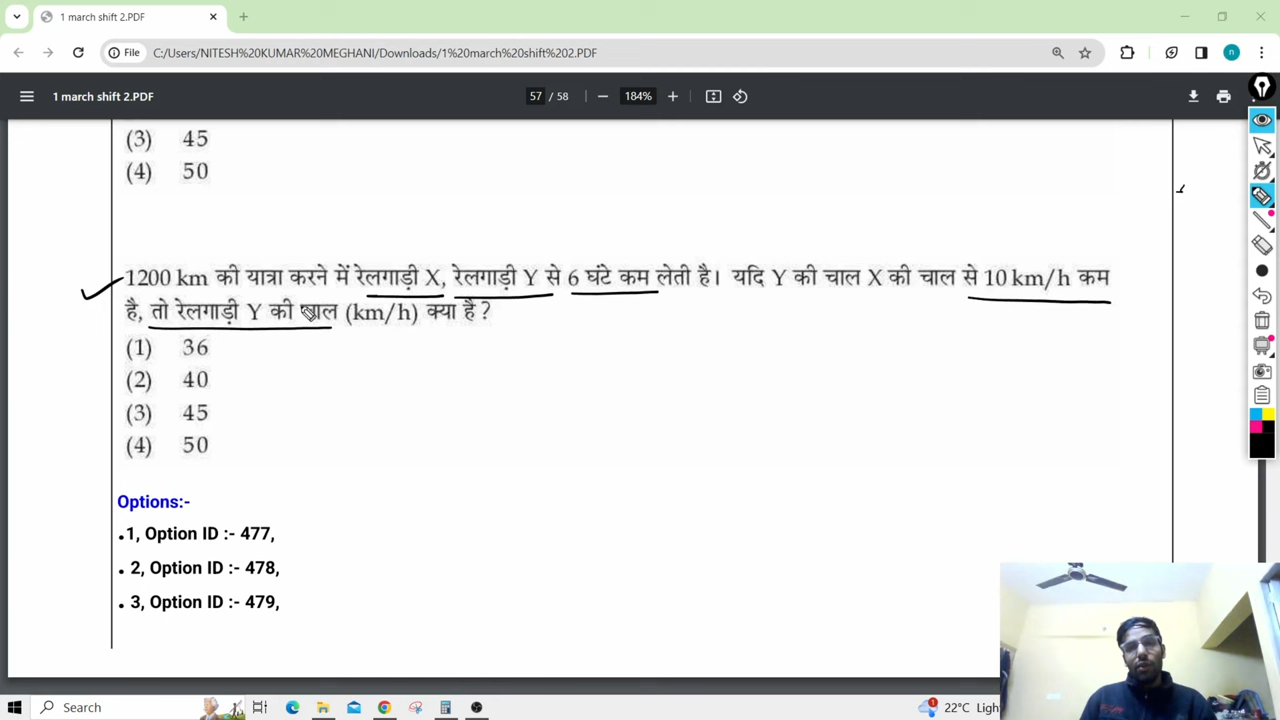 1 march shift 2.PDF
File
C:/Users/NITESH%20KUMAR%20MEGHANI/Downloads/1%20march%20shift%202.PDF
n
1 march shift 2.PDF
57 / 58
184%
(3) 45
(4) 50
1200 km की यात्रा करने में रेलगाड़ी X, रेलगाड़ी Y से 6 घंटे कम लेती है। यदि Y की चाल X की चाल से 10 km/h कम
है, तो रेलगाड़ी Y की चाल (km/h) क्या है?
(1) 36
(2) 40
(3) 45
(4) 50
Options:-
.1, Option ID :- 477,
. 2, Option ID :- 478,
. 3, Option ID :- 479,
Search
22°C